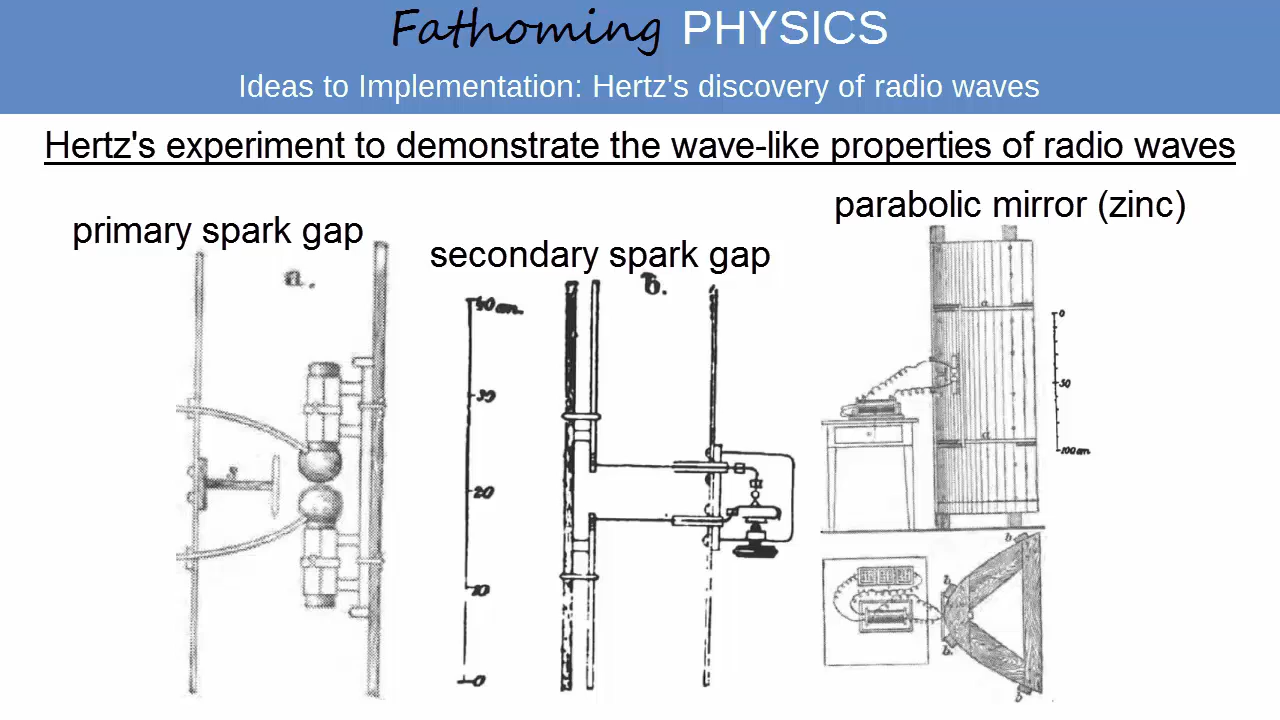 Fathoming PHYSICS
Ideas to Implementation: Hertz's discovery of radio waves
Hertz's experiment to demonstrate the wave-like properties of radio waves
parabolic mirror (zinc)
primary spark gap
secondary spark gap
a.
b.
40 cm.
30
20
10
0
a
0
50
100 cm.
a
b
b
b
b